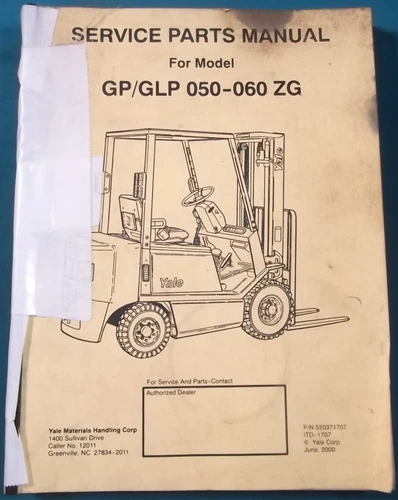 SERVICE PARTS MANUAL
For Model
GP/GLP 050-060 ZG
Yale
Yale
For Service And Parts-Contact
Authorized Dealer
Yale Materials Handling Corp
1400 Sullivan Drive
Caller No. 12011
Greenville, NC 27834-2011
P/N 520371707
ITD-1707
© Yale Corp.
June, 2000